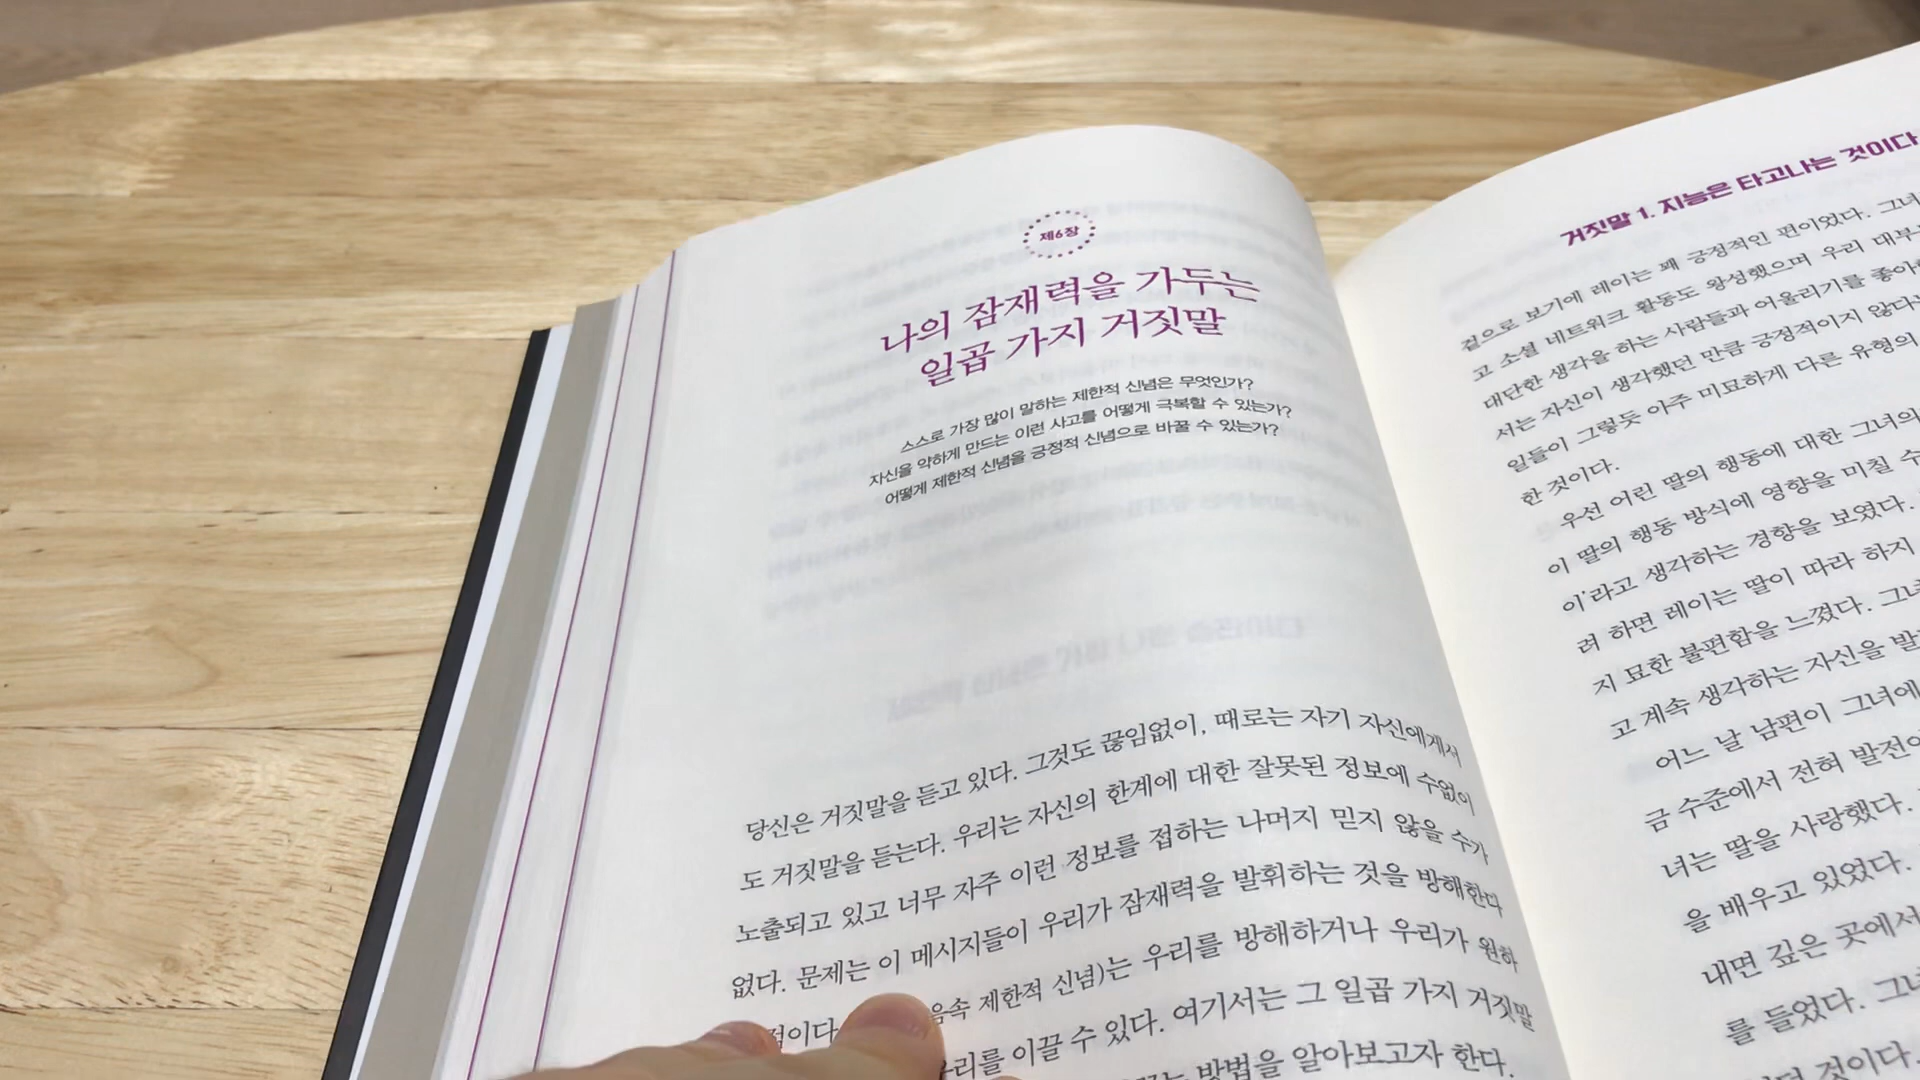 제6장
나의 잠재력을 가두는
일곱 가지 거짓말
스스로 가장 많이 말하는 제한적 신념은 무엇인가?
자신을 약하게 만드는 이런 사고를 어떻게 극복할 수 있는가?
어떻게 제한적 신념을 긍정적 신념으로 바꿀 수 있는가?
당신은 거짓말을 듣고 있다. 그것도 끊임없이, 때로는 자기 자신에게서
도 거짓말을 듣는다. 우리는 자신의 한계에 대한 잘못된 정보에 수없이
노출되고 있고 너무 자주 이런 정보를 접하는 나머지 믿지 않을 수가
없다. 문제는 이 메시지들이 우리가 잠재력을 발휘하는 것을 방해한다
점이다 음속 제한적 신념)는 우리를 방해하거나 우리가 원하
우리를 이끌 수 있다. 여기서는 그 일곱 가지 거짓말
방법을 알아보고자 한다.
거짓말 1. 지능은 타고나는 것이다
겉으로 보기에 레이는 꽤 긍정적인 편이었다. 그녀
고 소셜 네트워크 활동도 왕성했으며 우리 대부
대단한 생각을 하는 사람들과 어울리기를 좋아
서는 자신이 생각했던 만큼 긍정적이지 않다
일들이 그렇듯 아주 미묘하게 다른 유형의
한 것이다.
우선 어린 딸의 행동에 대한 그녀의
이 딸의 행동 방식에 영향을 미칠 수
이'라고 생각하는 경향을 보였다.
려 하면 레이는 딸이 따라 하지
지 묘한 불편함을 느꼈다. 그녀
고 계속 생각하는 자신을 발
어느 날 남편이 그녀에
금 수준에서 전혀 발전
녀는 딸을 사랑했다.
을 배우고 있었다.
내면 깊은 곳에서
를 들었다. 그녀
것이다.